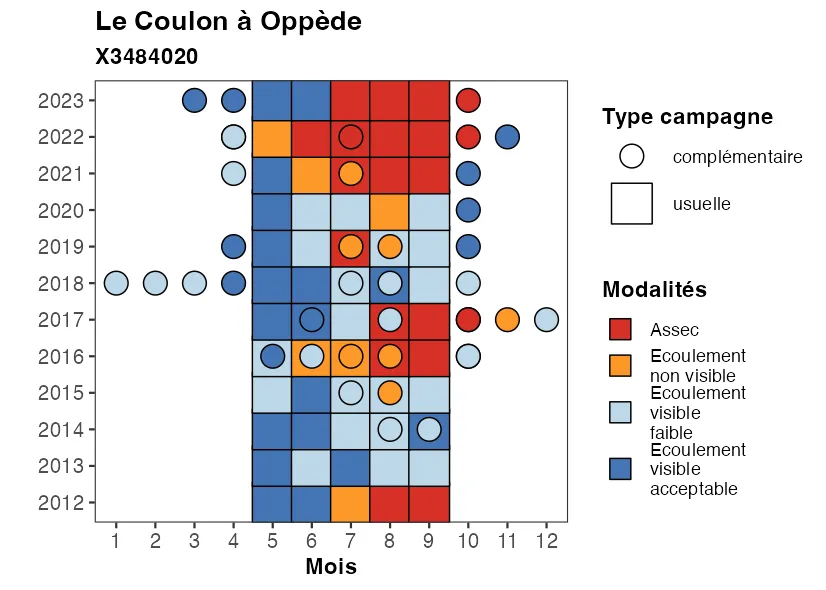 Le Coulon à Oppède
X3484020
2023
2022
2021
2020
2019
2018
2017
2016
2015
2014
2013
2012
1 2 3 4 5 6 7 8 9 10 11 12
Mois
Type campagne
complémentaire
usuelle
Modalités
Assec
Ecoulement
non visible
Ecoulement
visible
faible
Ecoulement
visible
acceptable